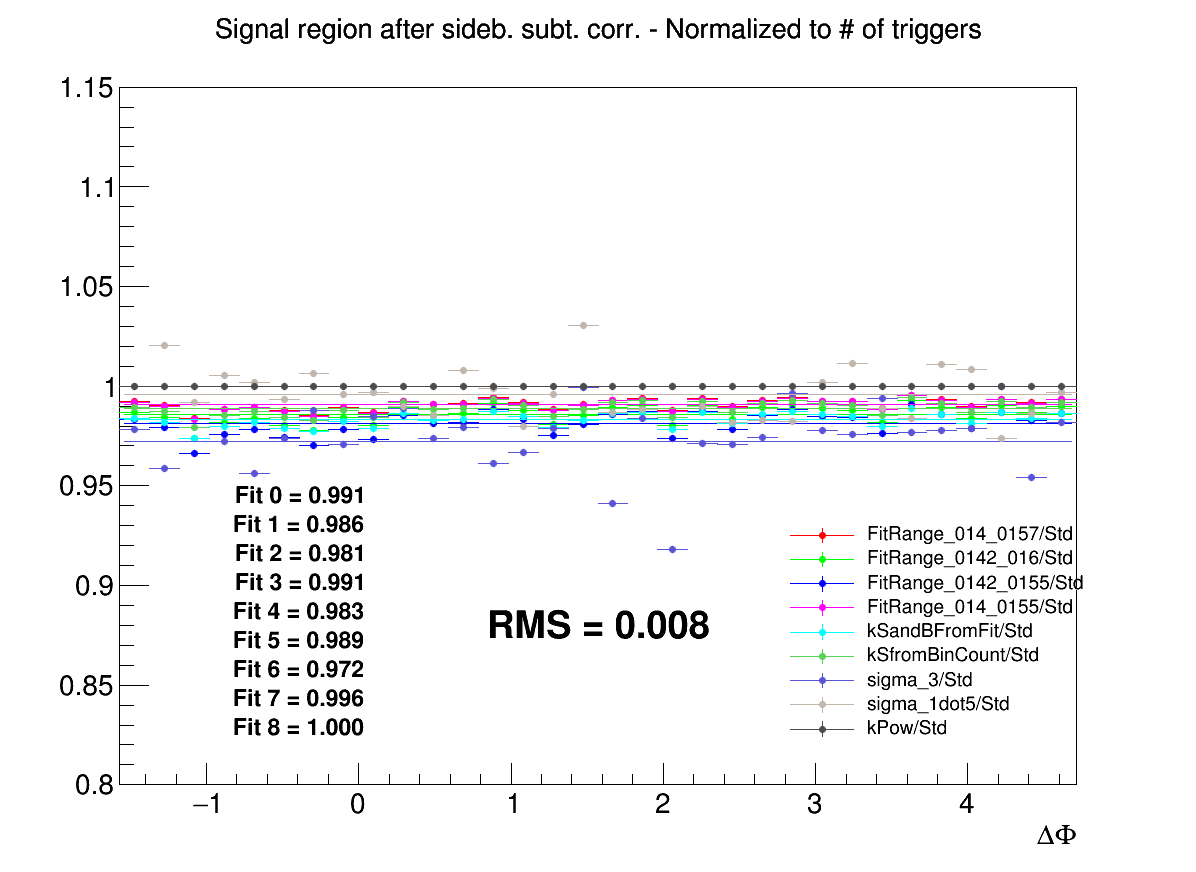 Signal region after sideb. subt. corr. - Normalized to # of triggers
1.15
1.1
1.05
1
0.95
0.9
0.85
0.8
Fit 0 = 0.991
Fit 1 = 0.986
Fit 2 = 0.981
Fit 3 = 0.991
Fit 4 = 0.983
Fit 5 = 0.989
Fit 6 = 0.972
Fit 7 = 0.996
Fit 8 = 1.000
RMS = 0.008
FitRange_014_0157/Std
FitRange_0142_016/Std
FitRange_0142_0155/Std
FitRange_014_0155/Std
kSandBFromFit/Std
kSfromBinCount/Std
sigma_3/Std
sigma_1dot5/Std
kPow/Std
−1 0 1 2 3 4
ΔΦ